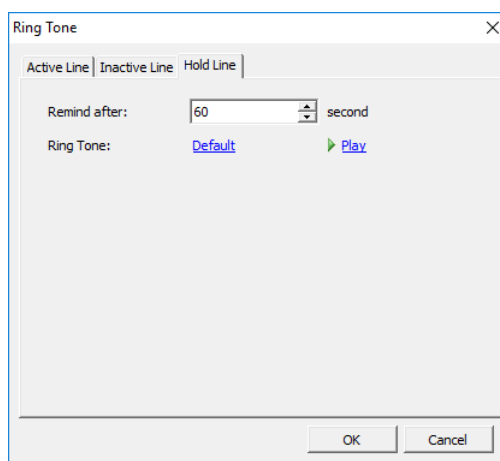 Ring Tone
Active Line Inactive Line Hold Line
Remind after: 60 second
Ring Tone: Default Play
OK Cancel